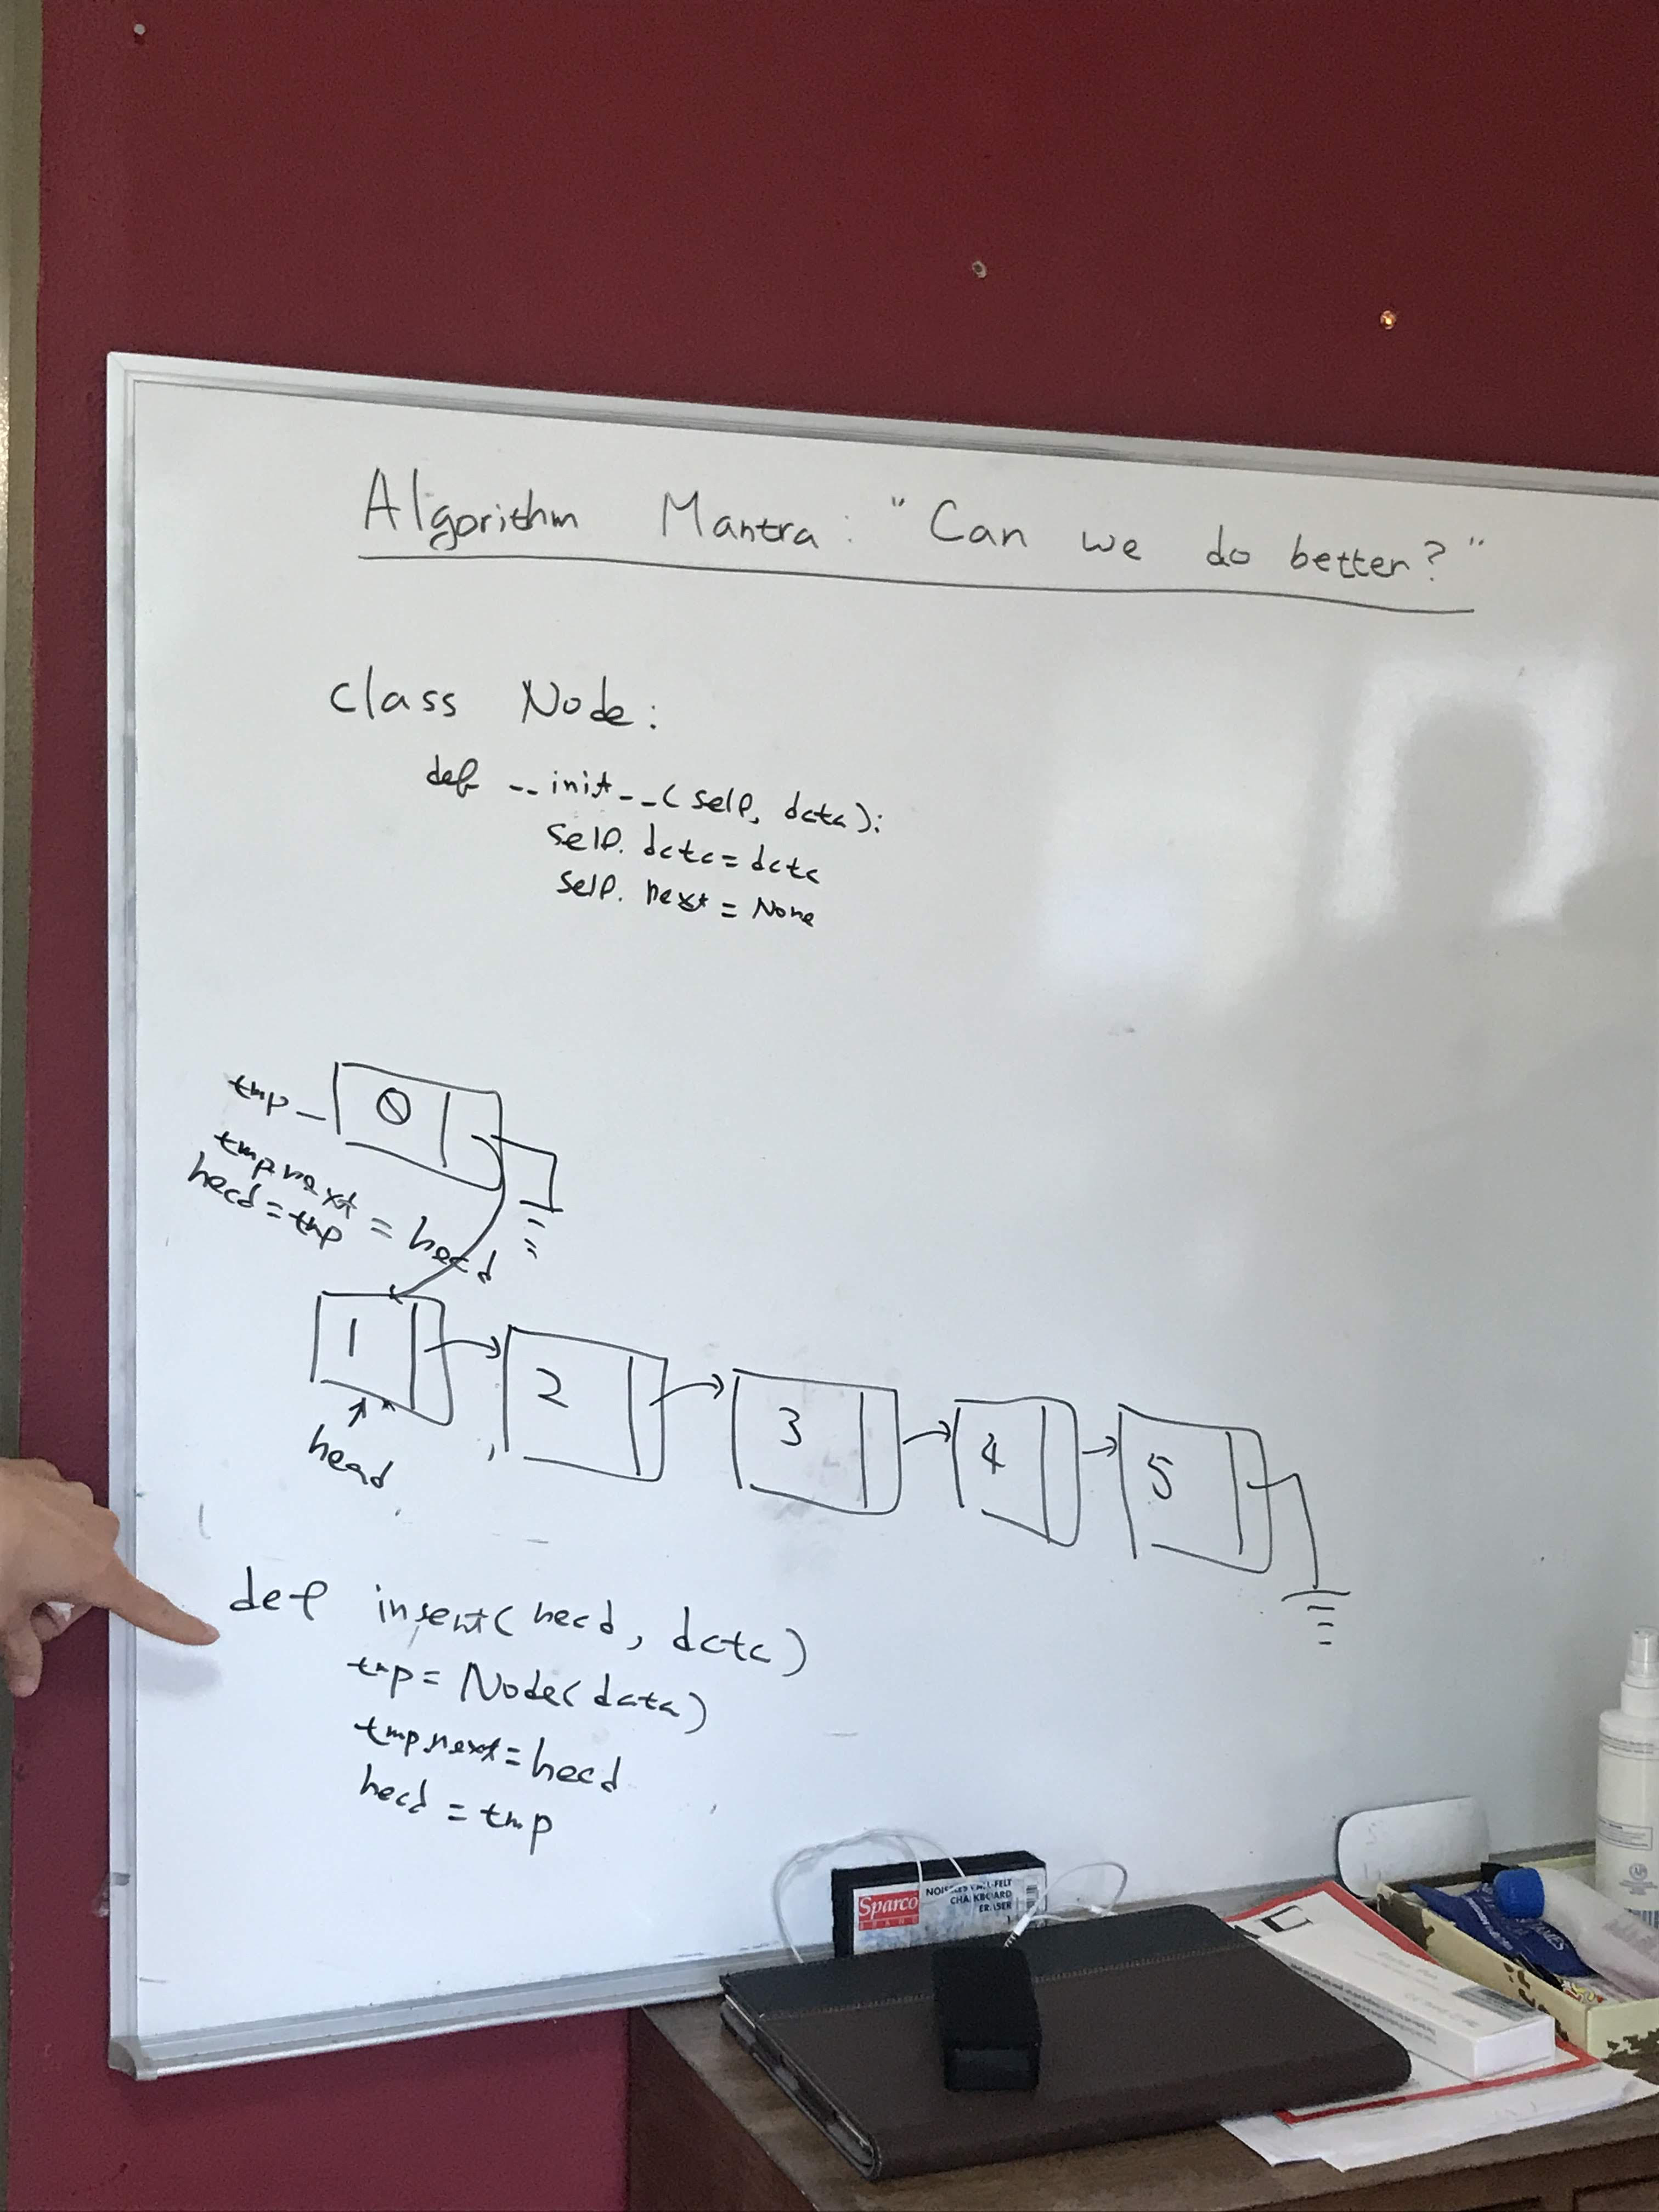 Algorithm Mantra: "Can we do better?"
class Node:
def __init__(self, data):
self.data=data
self.next=None
tmp
0
tmp.next=head
head=tmp
1
2
3
4
5
head
def insert(head, data)
tmp=Node(data)
tmp.next=head
head=tmp
Sparco
BRAND
CHALKBOARD
ERASER